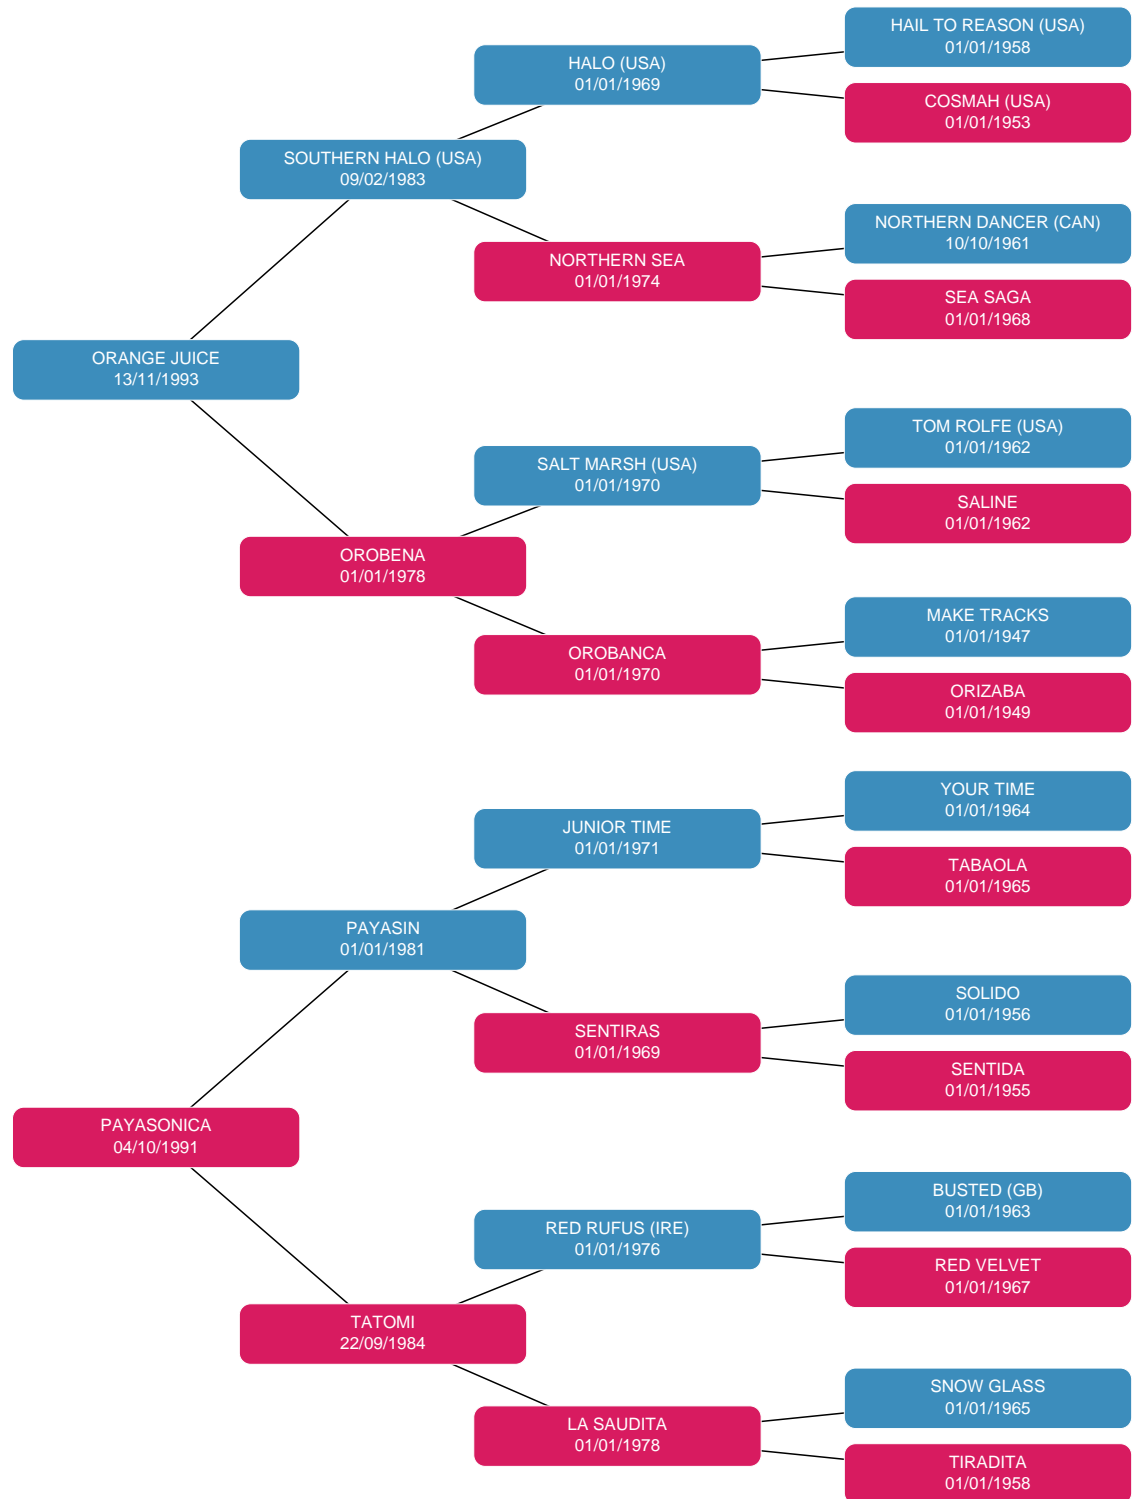 HAIL TO REASON (USA)
01/01/1958
HALO (USA)
01/01/1969
COSMAH (USA)
01/01/1953
SOUTHERN HALO (USA)
09/02/1983
NORTHERN DANCER (CAN)
10/10/1961
NORTHERN SEA
01/01/1974
SEA SAGA
01/01/1968
ORANGE JUICE
13/11/1993
TOM ROLFE (USA)
01/01/1962
SALT MARSH (USA)
01/01/1970
SALINE
01/01/1962
OROBENA
01/01/1978
MAKE TRACKS
01/01/1947
OROBANCA
01/01/1970
ORIZABA
01/01/1949
YOUR TIME
01/01/1964
JUNIOR TIME
01/01/1971
TABAOLA
01/01/1965
PAYASIN
01/01/1981
SOLIDO
01/01/1956
SENTIRAS
01/01/1969
SENTIDA
01/01/1955
PAYASONICA
04/10/1991
BUSTED (GB)
01/01/1963
RED RUFUS (IRE)
01/01/1976
RED VELVET
01/01/1967
TATOMI
22/09/1984
SNOW GLASS
01/01/1965
LA SAUDITA
01/01/1978
TIRADITA
01/01/1958